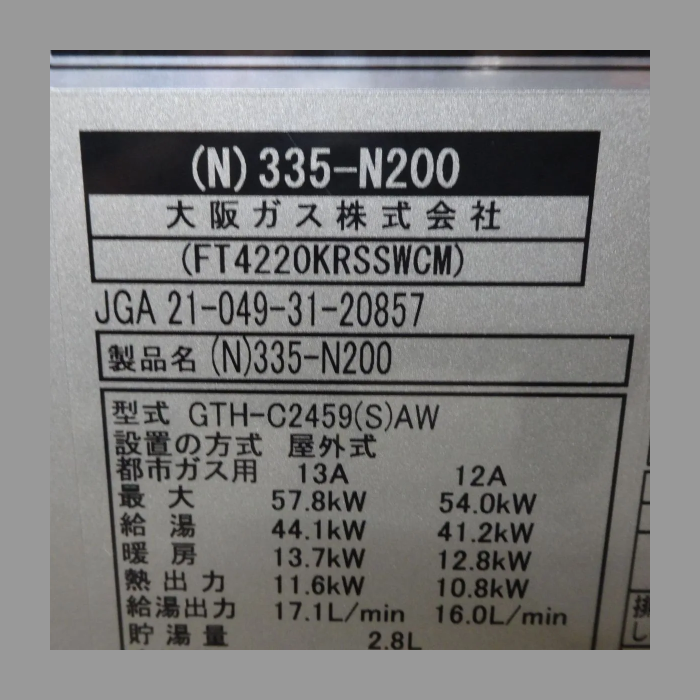 (N)335-N200
大阪ガス株式会社
(FT4220KRSSWCM)
JGA 21-049-31-20857
製品名 (N)335-N200
型式 GTH-C2459(S)AW
設置の方式 屋外式
都市ガス用 13A 12A
最大 57.8kW 54.0kW
給湯 44.1kW 41.2kW
暖房 13.7kW 12.8kW
熱出力 11.6kW 10.8kW
給湯出力 17.1L/min 16.0L/min
貯湯量 2.8L